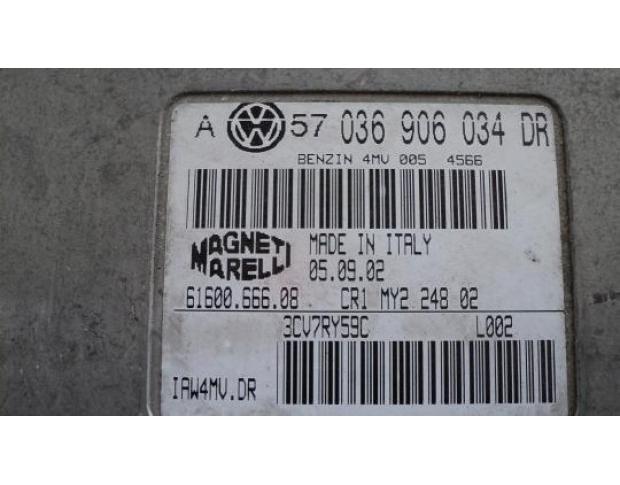 A VW 57 036 906 034 DR
BENZIN 4MV 005 4566
MAGNETI MARELLI
MADE IN ITALY
05.09.02
61600.666.08 CR1 MY2 248 02
3CV7RY59C L002
IAW4MV.DR